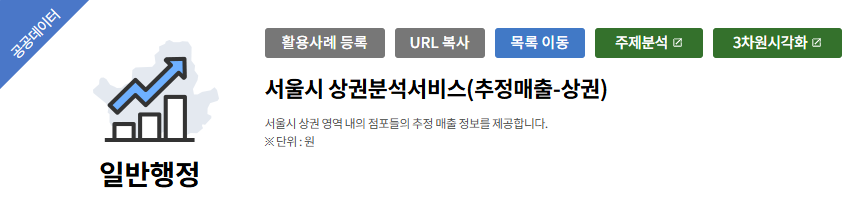 공공데이터
활용사례 등록
URL 복사
목록 이동
주제분석
3차원시각화
서울시 상권분석서비스(추정매출-상권)
서울시 상권 영역 내의 점포들의 추정 매출 정보를 제공합니다.
※ 단위 : 원
일반행정